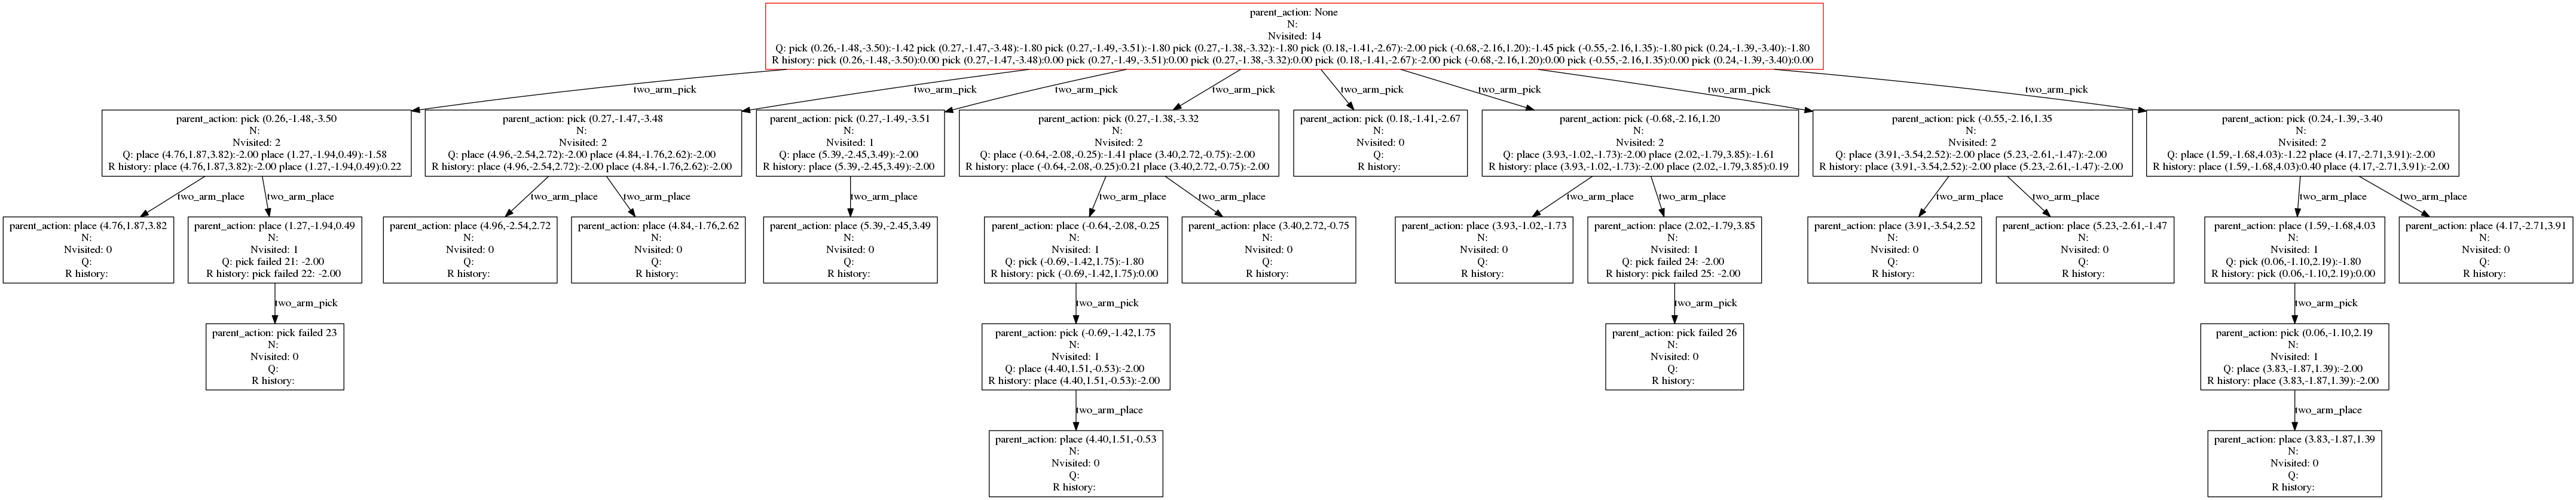 parent_action: None
N:
Nvisited: 14
Q: pick (0.26,-1.48,-3.50):-1.42 pick (0.27,-1.47,-3.48):-1.80 pick (0.27,-1.49,-3.51):-1.80 pick (0.27,-1.38,-3.32):-1.80 pick (0.18,-1.41,-2.67):-2.00 pick (-0.68,-2.16,1.20):-1.45 pick (-0.55,-2.16,1.35):-1.80 pick (0.24,-1.39,-3.40):-1.80
R history: pick (0.26,-1.48,-3.50):0.00 pick (0.27,-1.47,-3.48):0.00 pick (0.27,-1.49,-3.51):0.00 pick (0.27,-1.38,-3.32):0.00 pick (0.18,-1.41,-2.67):-2.00 pick (-0.68,-2.16,1.20):0.00 pick (-0.55,-2.16,1.35):0.00 pick (0.24,-1.39,-3.40):0.00
two_arm_pick
two_arm_pick
two_arm_pick
two_arm_pick
two_arm_pick
two_arm_pick
two_arm_pick
two_arm_pick
parent_action: pick (0.26,-1.48,-3.50
N:
Nvisited: 2
Q: place (4.76,1.87,3.82):-2.00 place (1.27,-1.94,0.49):-1.58
R history: place (4.76,1.87,3.82):-2.00 place (1.27,-1.94,0.49):0.22
parent_action: pick (0.27,-1.47,-3.48
N:
Nvisited: 2
Q: place (4.96,-2.54,2.72):-2.00 place (4.84,-1.76,2.62):-2.00
R history: place (4.96,-2.54,2.72):-2.00 place (4.84,-1.76,2.62):-2.00
parent_action: pick (0.27,-1.49,-3.51
N:
Nvisited: 1
Q: place (5.39,-2.45,3.49):-2.00
R history: place (5.39,-2.45,3.49):-2.00
parent_action: pick (0.27,-1.38,-3.32
N:
Nvisited: 2
Q: place (-0.64,-2.08,-0.25):-1.41 place (3.40,2.72,-0.75):-2.00
R history: place (-0.64,-2.08,-0.25):0.21 place (3.40,2.72,-0.75):-2.00
parent_action: pick (0.18,-1.41,-2.67
N:
Nvisited: 0
Q:
R history:
parent_action: pick (-0.68,-2.16,1.20
N:
Nvisited: 2
Q: place (3.93,-1.02,-1.73):-2.00 place (2.02,-1.79,3.85):-1.61
R history: place (3.93,-1.02,-1.73):-2.00 place (2.02,-1.79,3.85):0.19
parent_action: pick (-0.55,-2.16,1.35
N:
Nvisited: 2
Q: place (3.91,-3.54,2.52):-2.00 place (5.23,-2.61,-1.47):-2.00
R history: place (3.91,-3.54,2.52):-2.00 place (5.23,-2.61,-1.47):-2.00
parent_action: pick (0.24,-1.39,-3.40
N:
Nvisited: 2
Q: place (1.59,-1.68,4.03):-1.22 place (4.17,-2.71,3.91):-2.00
R history: place (1.59,-1.68,4.03):0.40 place (4.17,-2.71,3.91):-2.00
two_arm_place
two_arm_place
two_arm_place
two_arm_place
two_arm_place
two_arm_place
two_arm_place
two_arm_place
two_arm_place
two_arm_place
two_arm_place
two_arm_place
two_arm_place
parent_action: place (4.76,1.87,3.82
N:
Nvisited: 0
Q:
R history:
parent_action: place (1.27,-1.94,0.49
N:
Nvisited: 1
Q: pick failed 21: -2.00
R history: pick failed 22: -2.00
parent_action: place (4.96,-2.54,2.72
N:
Nvisited: 0
Q:
R history:
parent_action: place (4.84,-1.76,2.62
N:
Nvisited: 0
Q:
R history:
parent_action: place (5.39,-2.45,3.49
N:
Nvisited: 0
Q:
R history:
parent_action: place (-0.64,-2.08,-0.25
N:
Nvisited: 1
Q: pick (-0.69,-1.42,1.75):-1.80
R history: pick (-0.69,-1.42,1.75):0.00
parent_action: place (3.40,2.72,-0.75
N:
Nvisited: 0
Q:
R history:
parent_action: place (3.93,-1.02,-1.73
N:
Nvisited: 0
Q:
R history:
parent_action: place (2.02,-1.79,3.85
N:
Nvisited: 1
Q: pick failed 24: -2.00
R history: pick failed 25: -2.00
parent_action: place (3.91,-3.54,2.52
N:
Nvisited: 0
Q:
R history:
parent_action: place (5.23,-2.61,-1.47
N:
Nvisited: 0
Q:
R history:
parent_action: place (1.59,-1.68,4.03
N:
Nvisited: 1
Q: pick (0.06,-1.10,2.19):-1.80
R history: pick (0.06,-1.10,2.19):0.00
parent_action: place (4.17,-2.71,3.91
N:
Nvisited: 0
Q:
R history:
two_arm_pick
two_arm_pick
two_arm_pick
two_arm_pick
parent_action: pick failed 23
N:
Nvisited: 0
Q:
R history:
parent_action: pick (-0.69,-1.42,1.75
N:
Nvisited: 1
Q: place (4.40,1.51,-0.53):-2.00
R history: place (4.40,1.51,-0.53):-2.00
parent_action: pick failed 26
N:
Nvisited: 0
Q:
R history:
parent_action: pick (0.06,-1.10,2.19
N:
Nvisited: 1
Q: place (3.83,-1.87,1.39):-2.00
R history: place (3.83,-1.87,1.39):-2.00
two_arm_place
two_arm_place
parent_action: place (4.40,1.51,-0.53
N:
Nvisited: 0
Q:
R history:
parent_action: place (3.83,-1.87,1.39
N:
Nvisited: 0
Q:
R history: